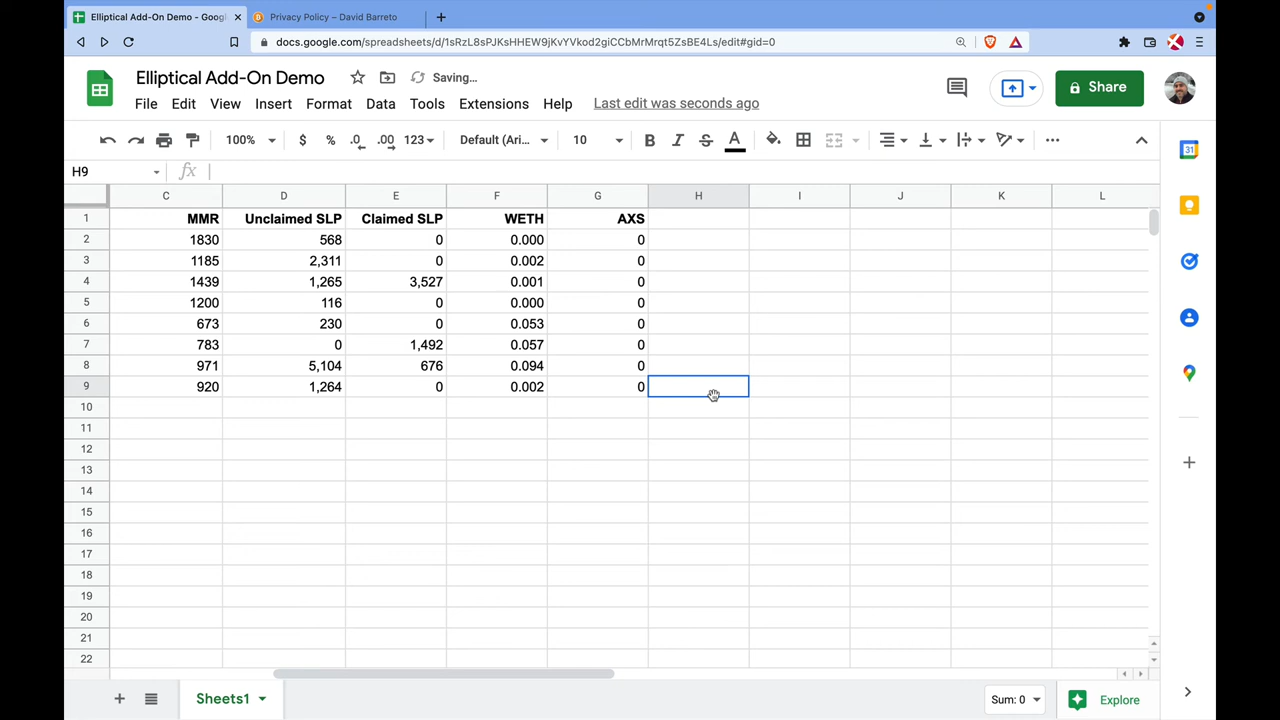 Elliptical Add-On Demo - Goog
Privacy Policy – David Barreto
docs.google.com/spreadsheets/d/1sRzL8sPJKsHHEW9jKvYVkod2giCCbMrMrqt5ZsBE4Ls/edit#gid=0
Elliptical Add-On Demo
Saving…
File Edit View Insert Format Data Tools Extensions Help Last edit was seconds ago
Share
100% $ % .0 .00 123 Default (Ari... 10 B I S A
H9 fx
C D E F G H I J K L
1 MMR Unclaimed SLP Claimed SLP WETH AXS
2 1830 568 0 0.000 0
3 1185 2,311 0 0.002 0
4 1439 1,265 3,527 0.001 0
5 1200 116 0 0.000 0
6 673 230 0 0.053 0
7 783 0 1,492 0.057 0
8 971 5,104 676 0.094 0
9 920 1,264 0 0.002 0
10
11
12
13
14
15
16
17
18
19
20
21
22
Sheets1
Sum: 0
Explore
31